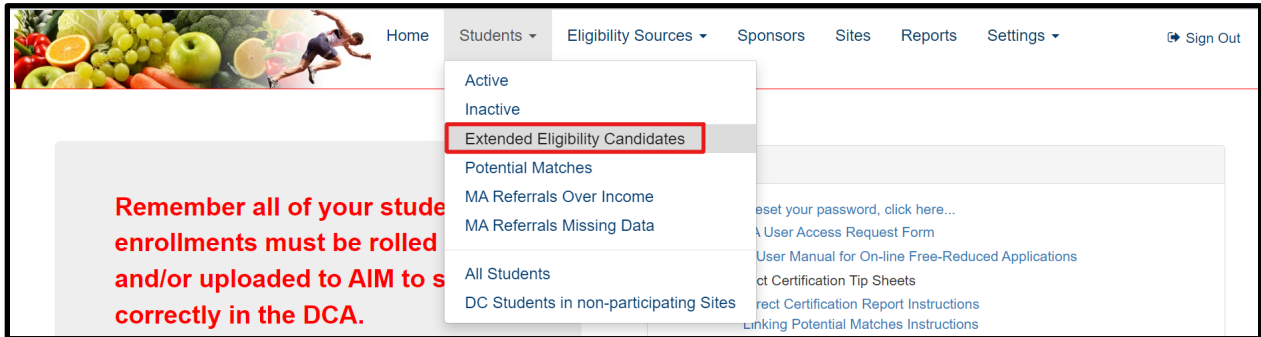 Home Students Eligibility Sources Sponsors Sites Reports Settings Sign Out
Active
Inactive
Extended Eligibility Candidates
Potential Matches
MA Referrals Over Income
MA Referrals Missing Data
All Students
DC Students in non-participating Sites
Remember all of your
enrollments must be rolled
and/or uploaded to AIM to
correctly in the DCA.
your password, click here...
User Access Request Form
User Manual for On-line Free-Reduced Applications
Certification Tip Sheets
Certification Report Instructions
Linking Potential Matches Instructions